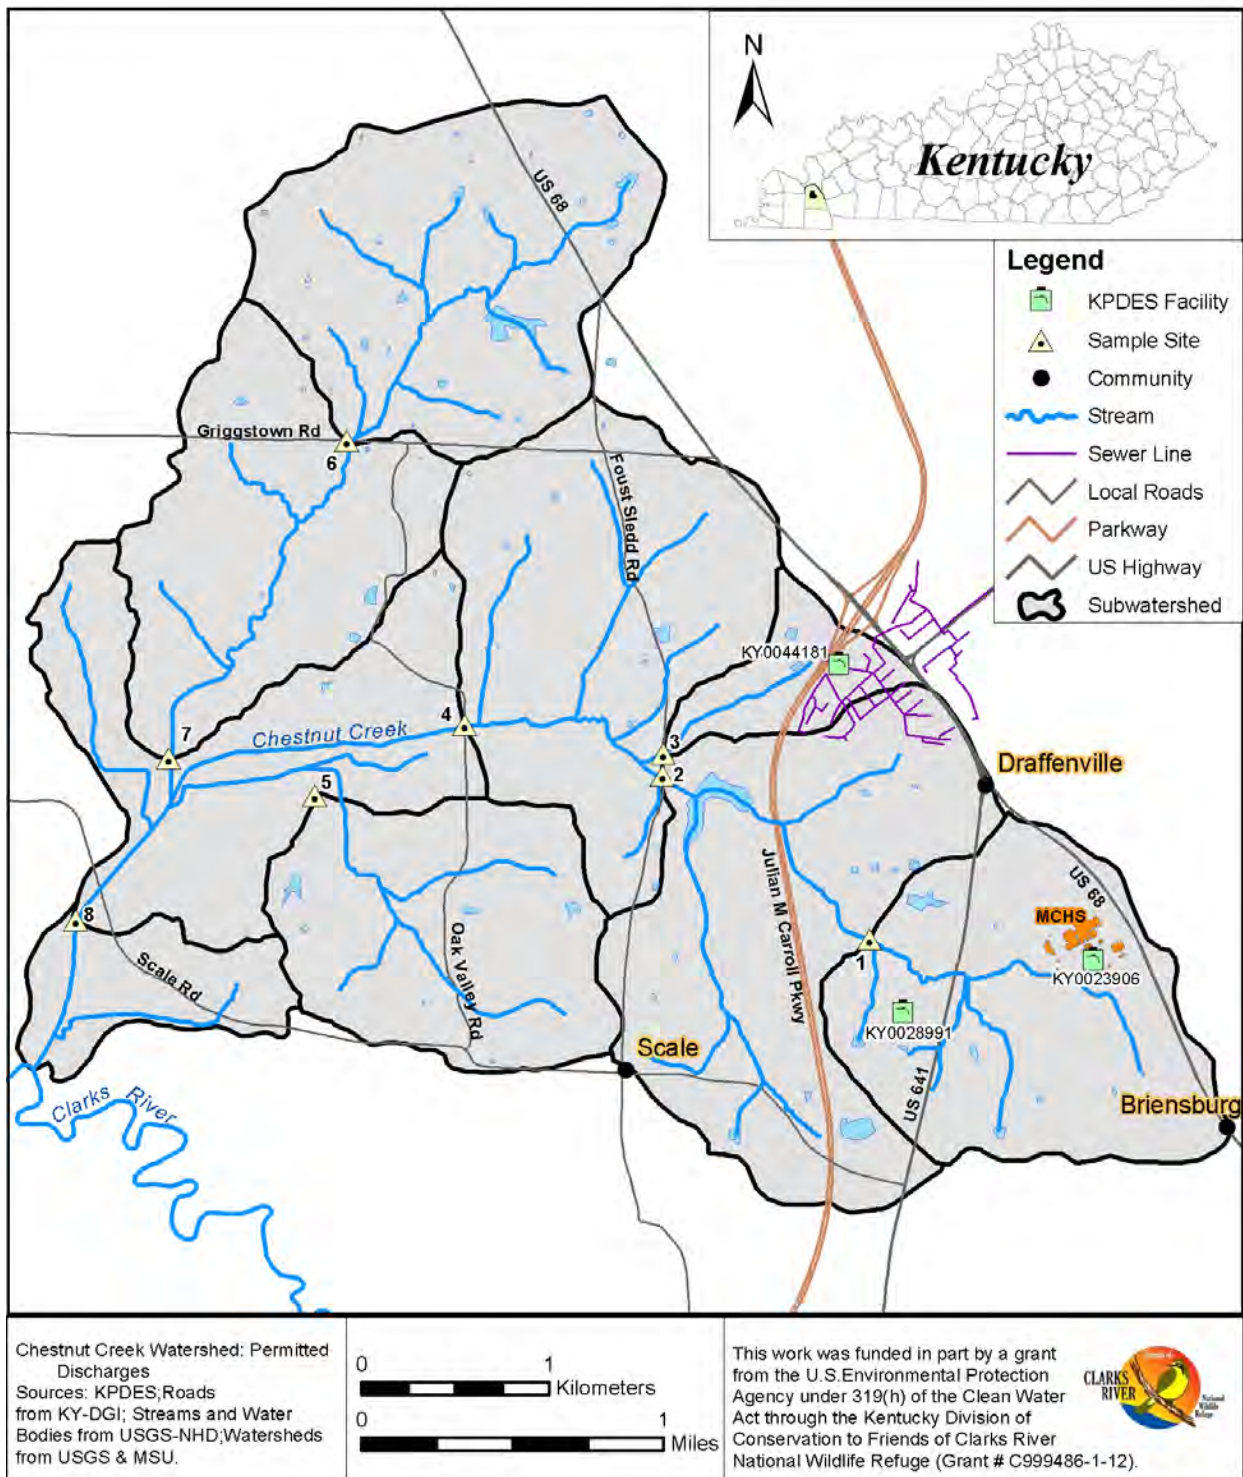 N
Kentucky
Legend
KPDES Facility
Sample Site
Community
Stream
Sewer Line
Local Roads
Parkway
US Highway
Subwatershed
US 68
Griggstown Rd
6
Foust Sledd Rd
KY0044181
7
Chestnut Creek
4
3
2
5
Draffenville
Julian M Carroll Pkwy
US 68
MCHS
8
1
KY0023906
Scale Rd
Oak Valley Rd
KY0028991
Scale
US 641
Clarks River
Briensburg
Chestnut Creek Watershed: Permitted
Discharges
Sources: KPDES;Roads
from KY-DGI; Streams and Water
Bodies from USGS-NHD;Watersheds
from USGS & MSU.
0 1
Kilometers
0 1
Miles
This work was funded in part by a grant
from the U.S.Environmental Protection
Agency under 319(h) of the Clean Water
Act through the Kentucky Division of
Conservation to Friends of Clarks River
National Wildlife Refuge (Grant # C999486-1-12).
CLARKS
RIVER
National
Wildlife
Refuge